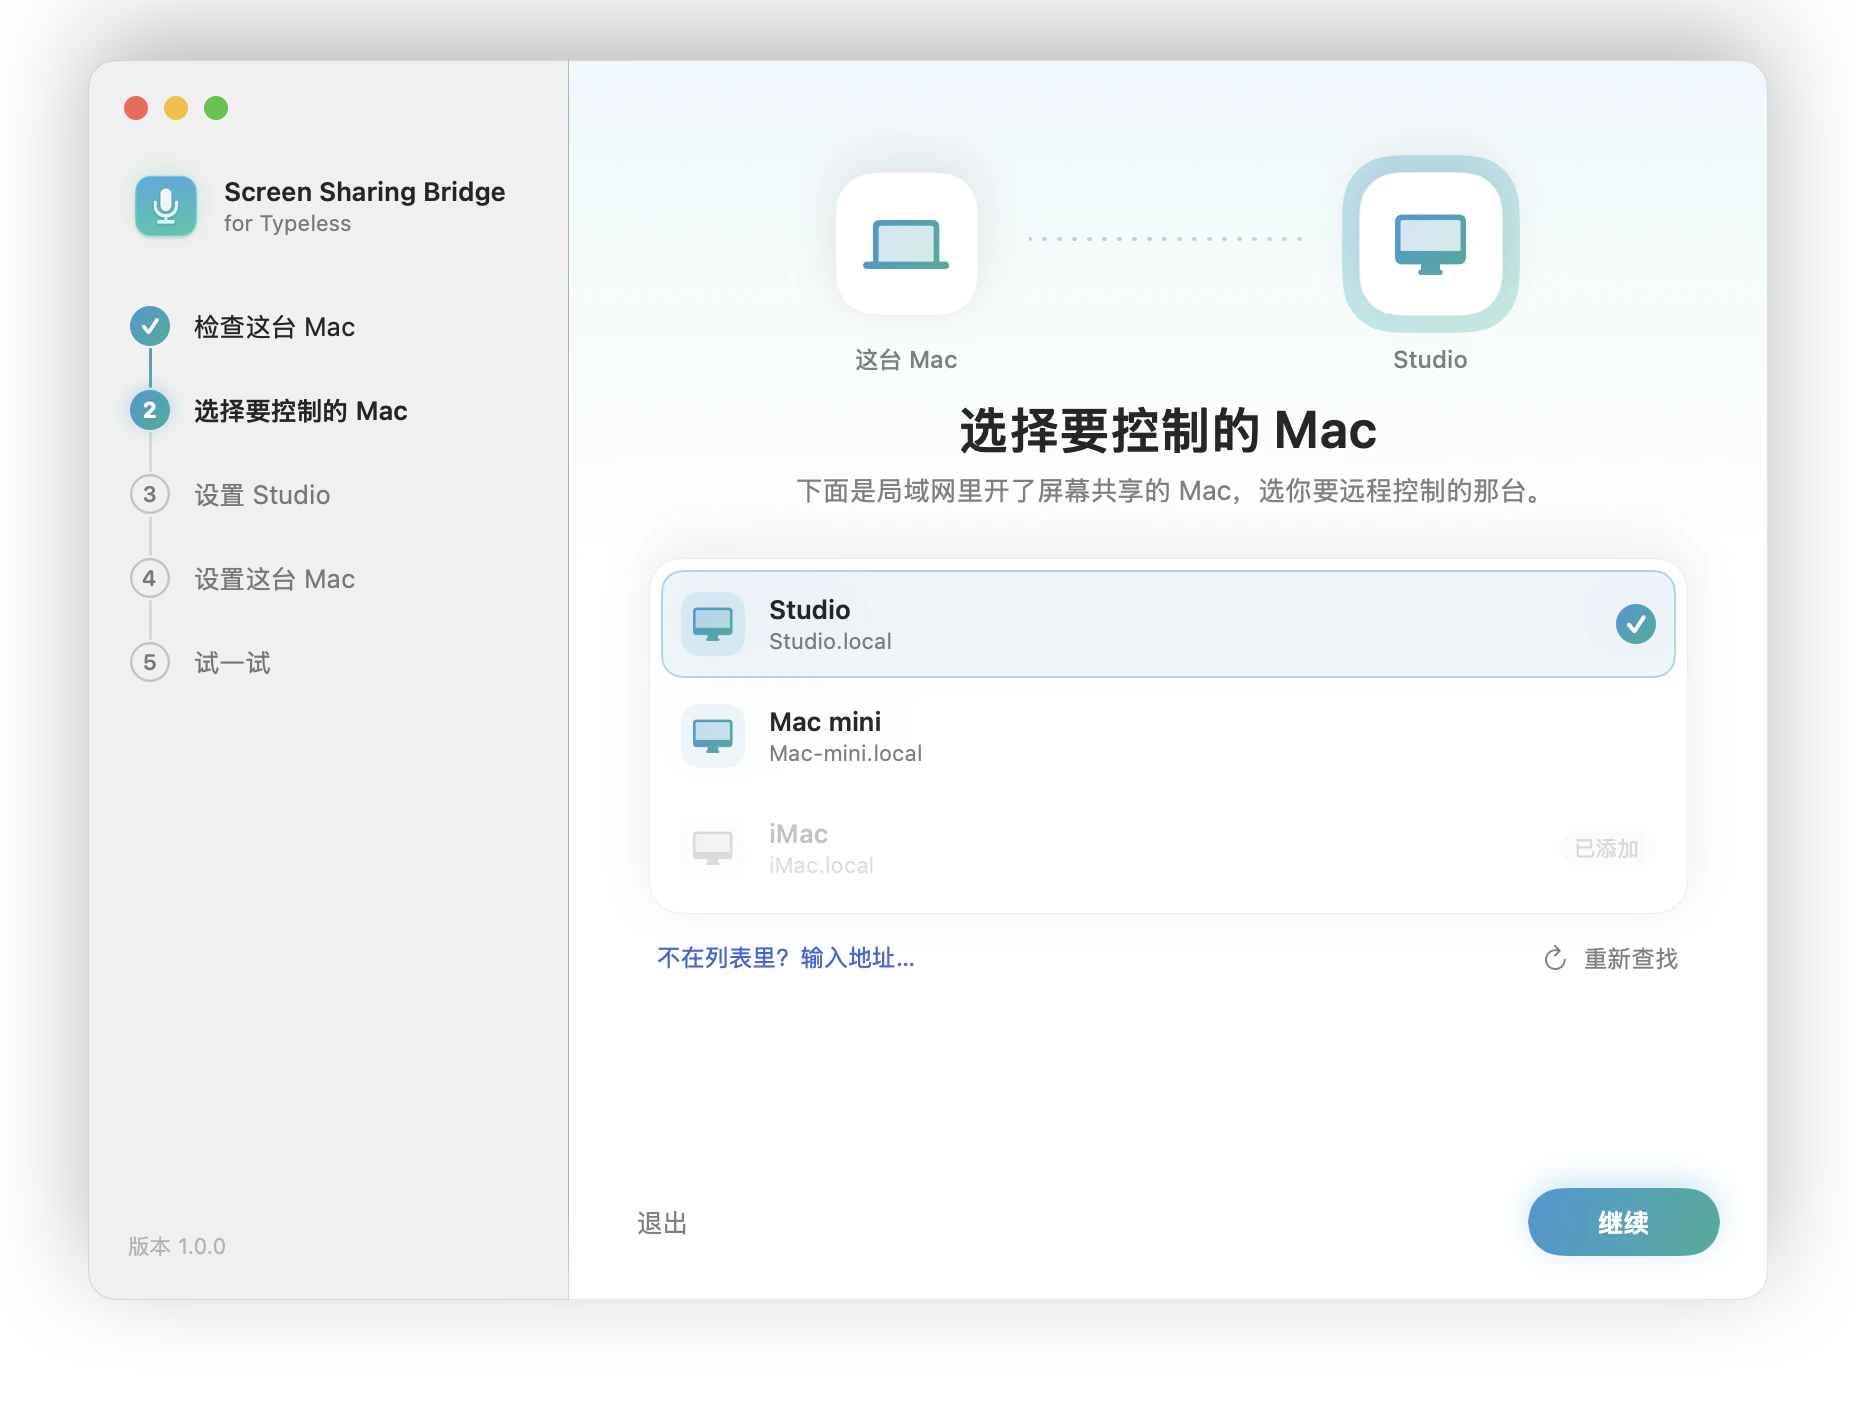 Screen Sharing Bridge
for Typeless
检查这台 Mac
2 选择要控制的 Mac
3 设置 Studio
4 设置这台 Mac
5 试一试
版本 1.0.0
这台 Mac
Studio
选择要控制的 Mac
下面是局域网里开了屏幕共享的 Mac，选你要远程控制的那台。
Studio
Studio.local
Mac mini
Mac-mini.local
iMac
iMac.local
已添加
不在列表里？输入地址...
重新查找
退出
继续